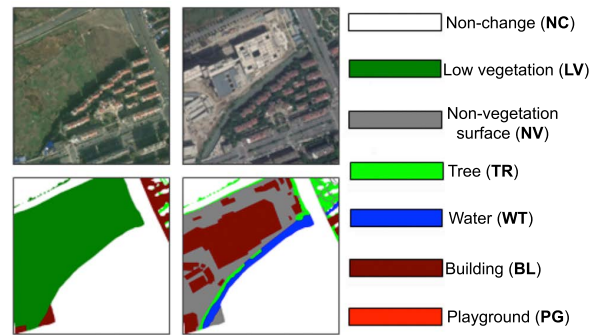 Non-change (NC)
Low vegetation (LV)
Non-vegetation
surface (NV)
Tree (TR)
Water (WT)
Building (BL)
Playground (PG)